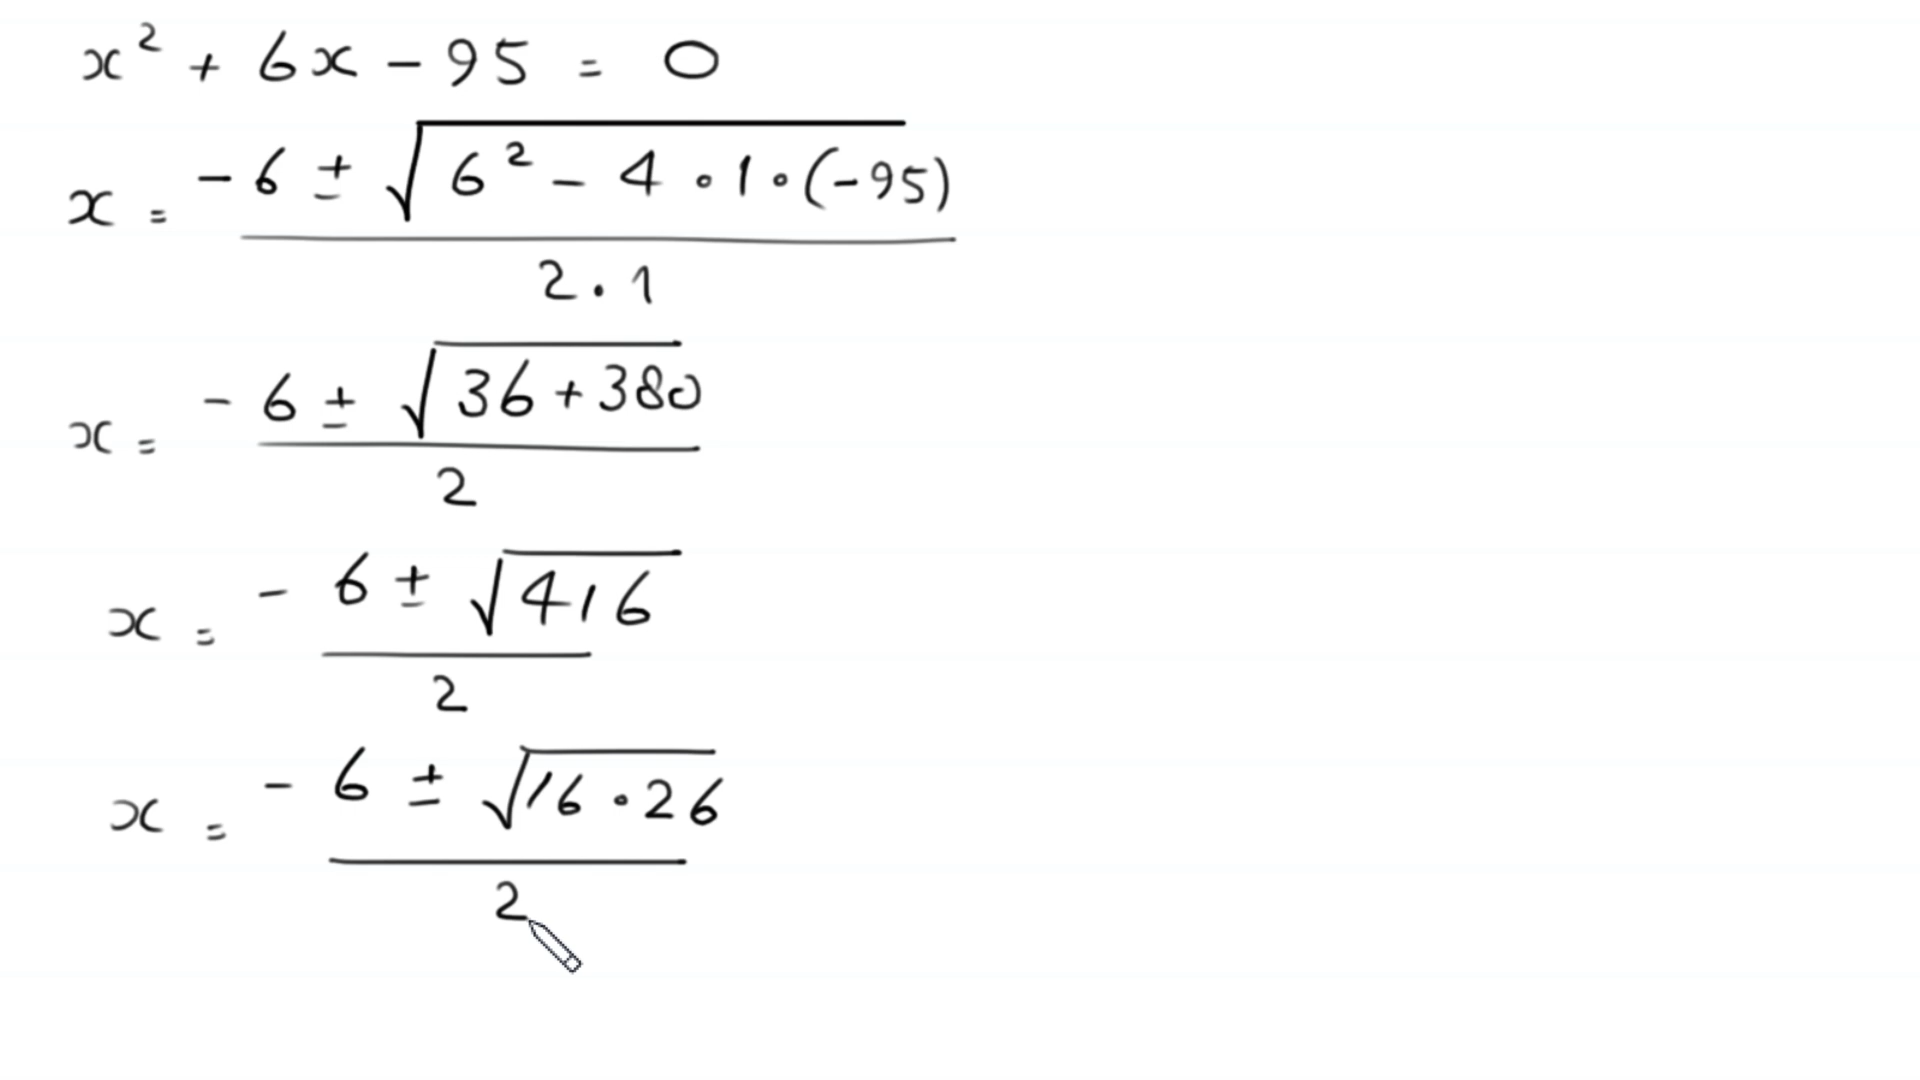 x² + 6x - 95 = 0
x = (-6 ± √(6² - 4 · 1 · (-95))) / (2 · 1)
x = (-6 ± √(36 + 380)) / 2
x = (-6 ± √416) / 2
x = (-6 ± √(16 · 26)) / 2